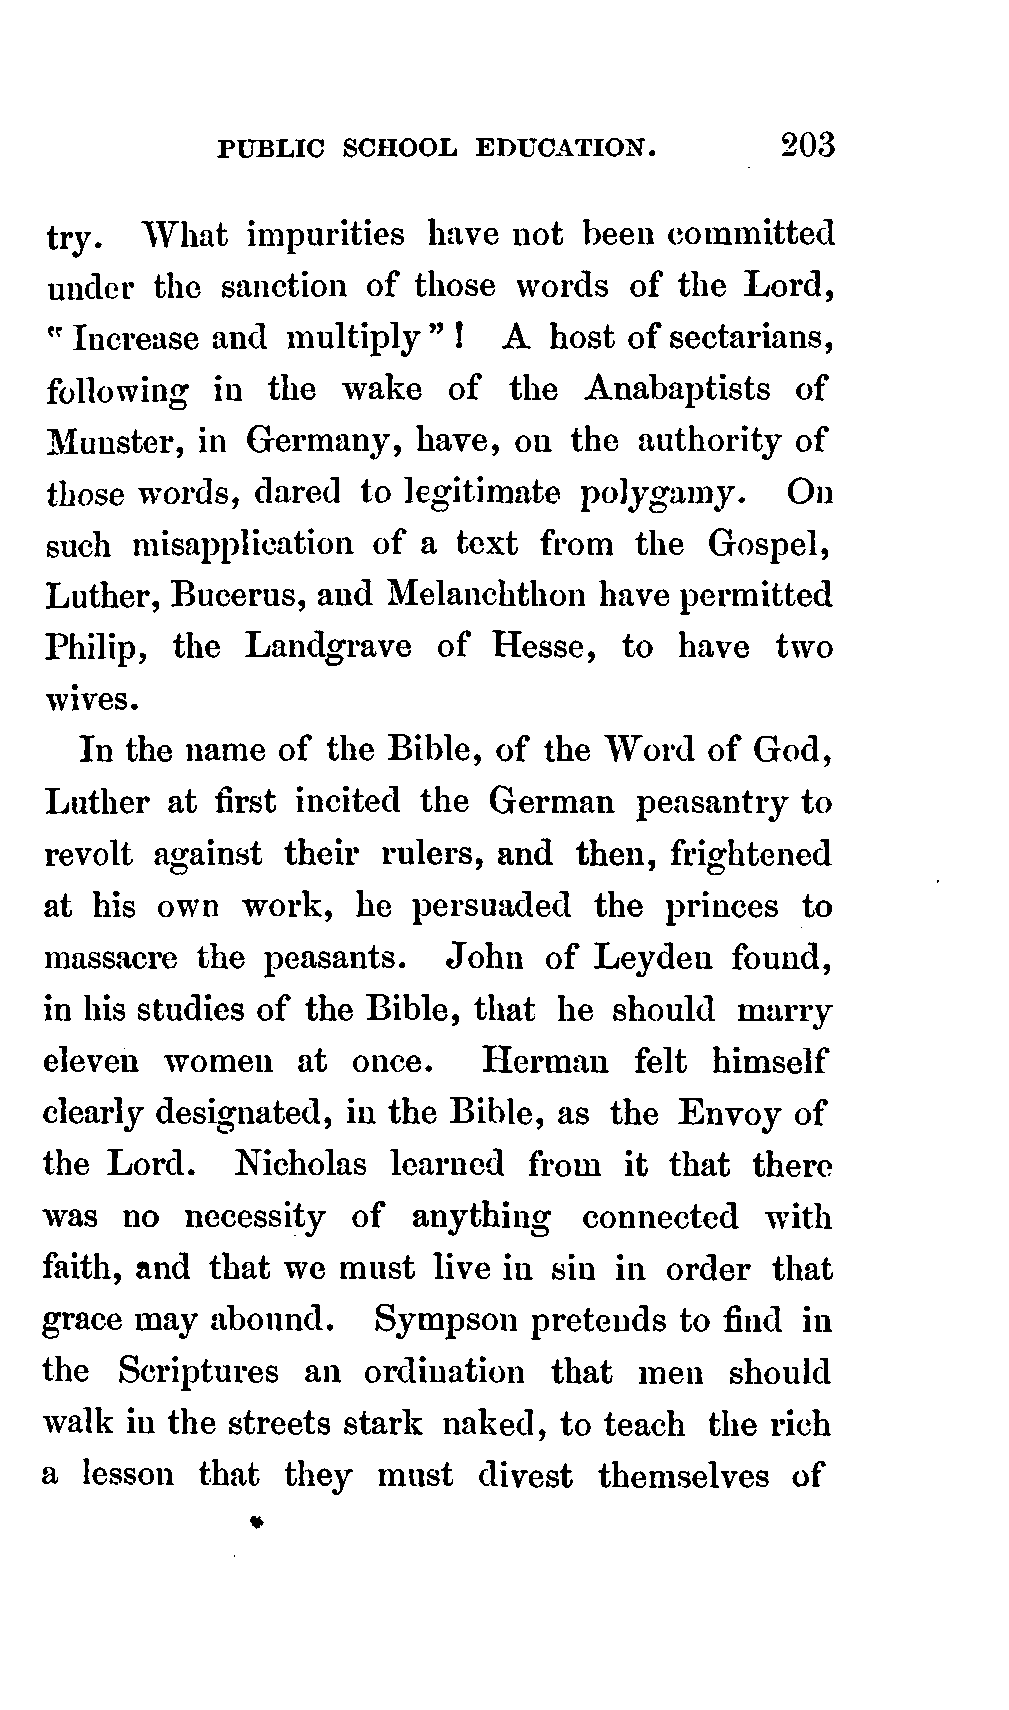 PUBLIC SCHOOL EDUCATION. 203
try. What impurities have not been committed
under the sanction of those words of the Lord,
"Increase and multiply"! A host of sectarians,
following in the wake of the Anabaptists of
Munster, in Germany, have, on the authority of
those words, dared to legitimate polygamy. On
such misapplication of a text from the Gospel,
Luther, Bucerus, and Melanchthon have permitted
Philip, the Landgrave of Hesse, to have two
wives.
In the name of the Bible, of the Word of God,
Luther at first incited the German peasantry to
revolt against their rulers, and then, frightened
at his own work, he persuaded the princes to
massacre the peasants. John of Leyden found,
in his studies of the Bible, that he should marry
eleven women at once. Herman felt himself
clearly designated, in the Bible, as the Envoy of
the Lord. Nicholas learned from it that there
was no necessity of anything connected with
faith, and that we must live in sin in order that
grace may abound. Sympson pretends to find in
the Scriptures an ordination that men should
walk in the streets stark naked, to teach the rich
a lesson that they must divest themselves of